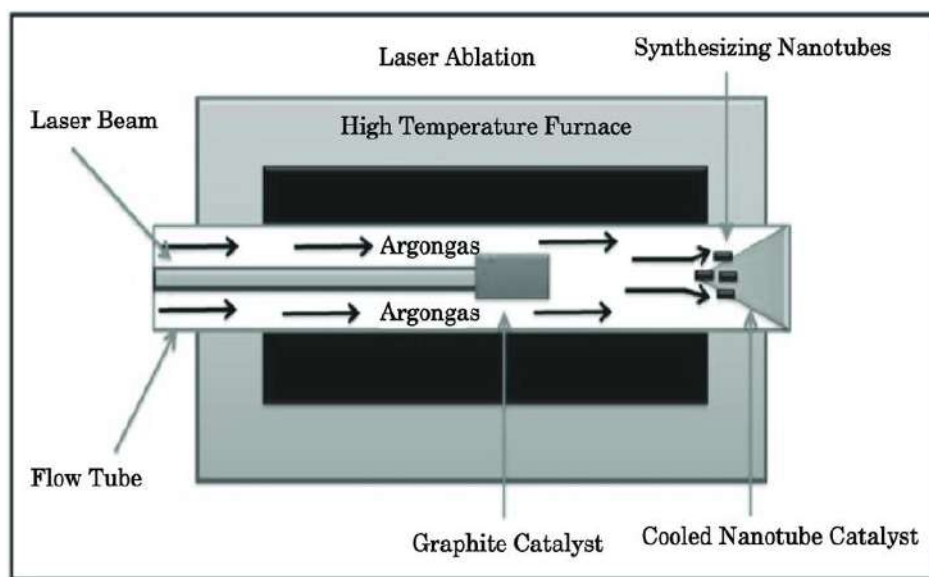 Synthesizing Nanotubes
Laser Ablation
Laser Beam
High Temperature Furnace
Argongas
Argongas
Flow Tube
Graphite Catalyst
Cooled Nanotube Catalyst